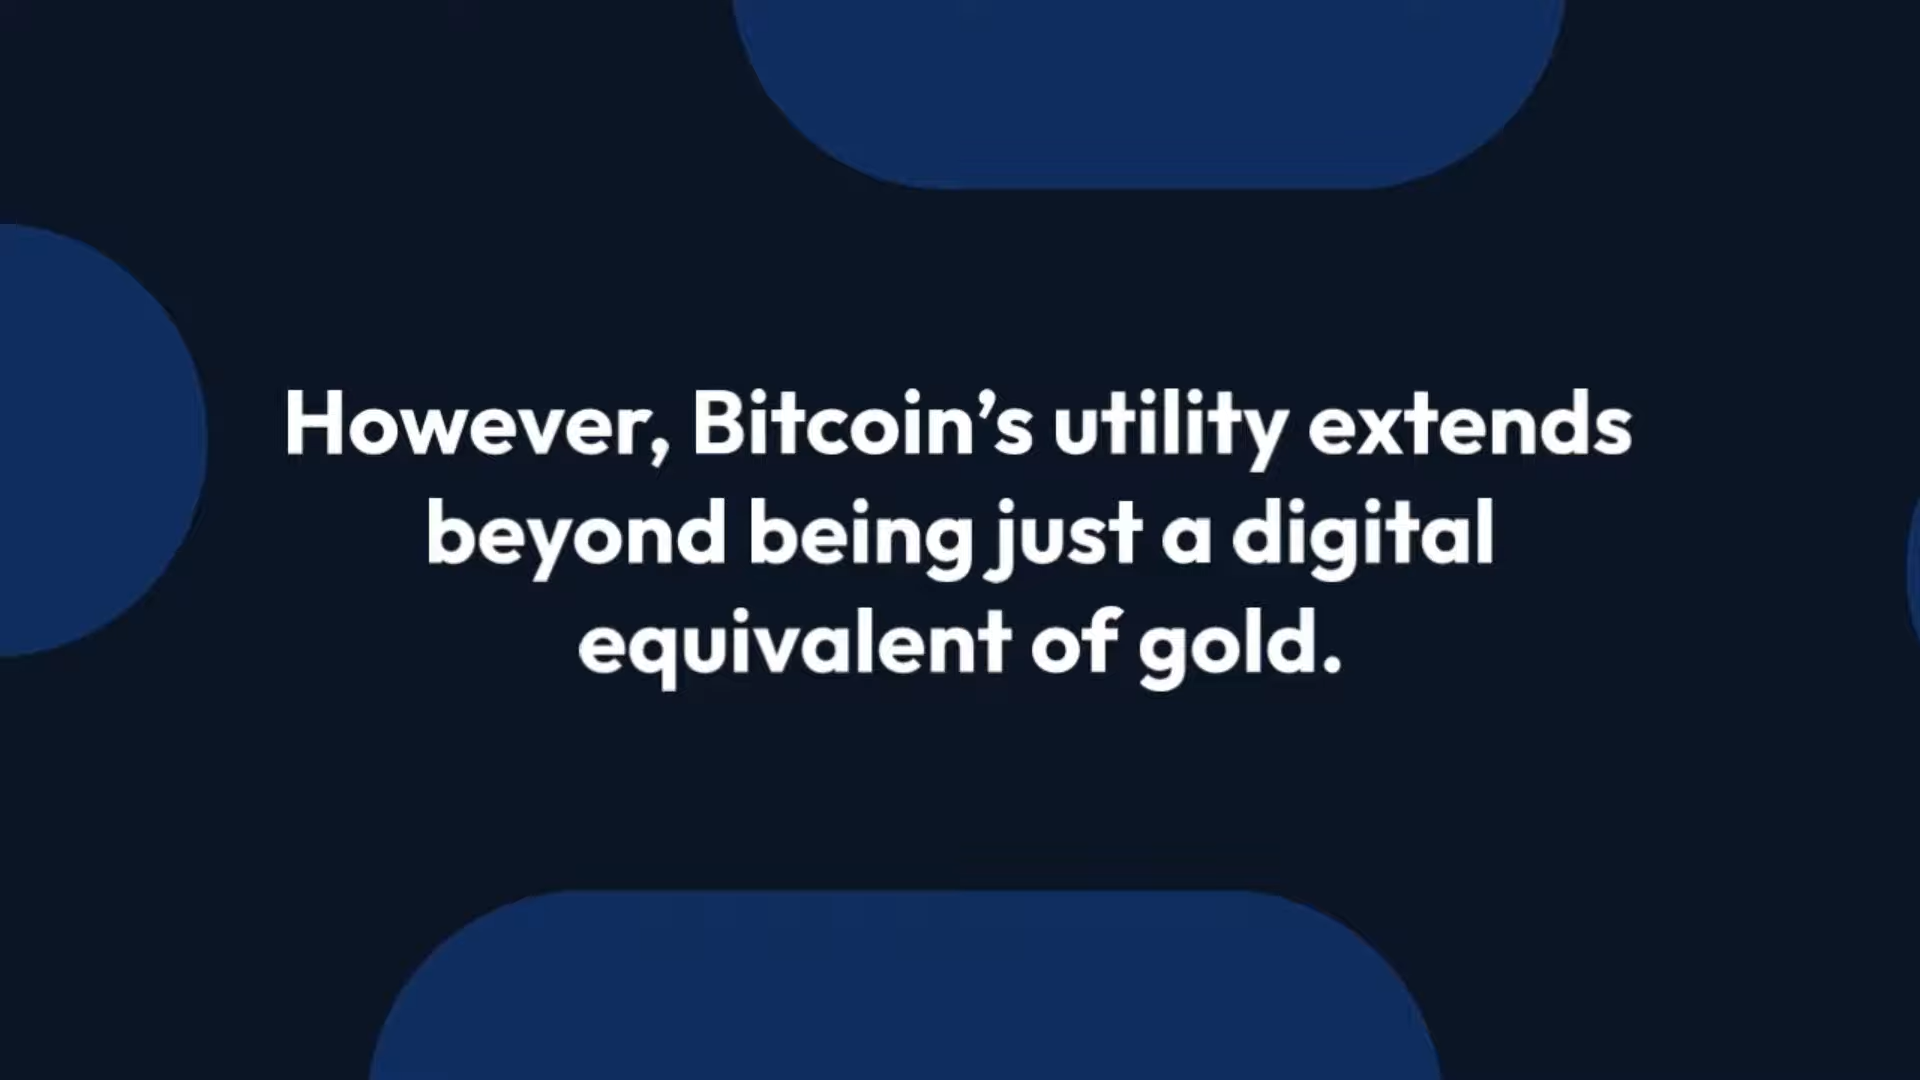 However, Bitcoin’s utility extends
beyond being just a digital
equivalent of gold.